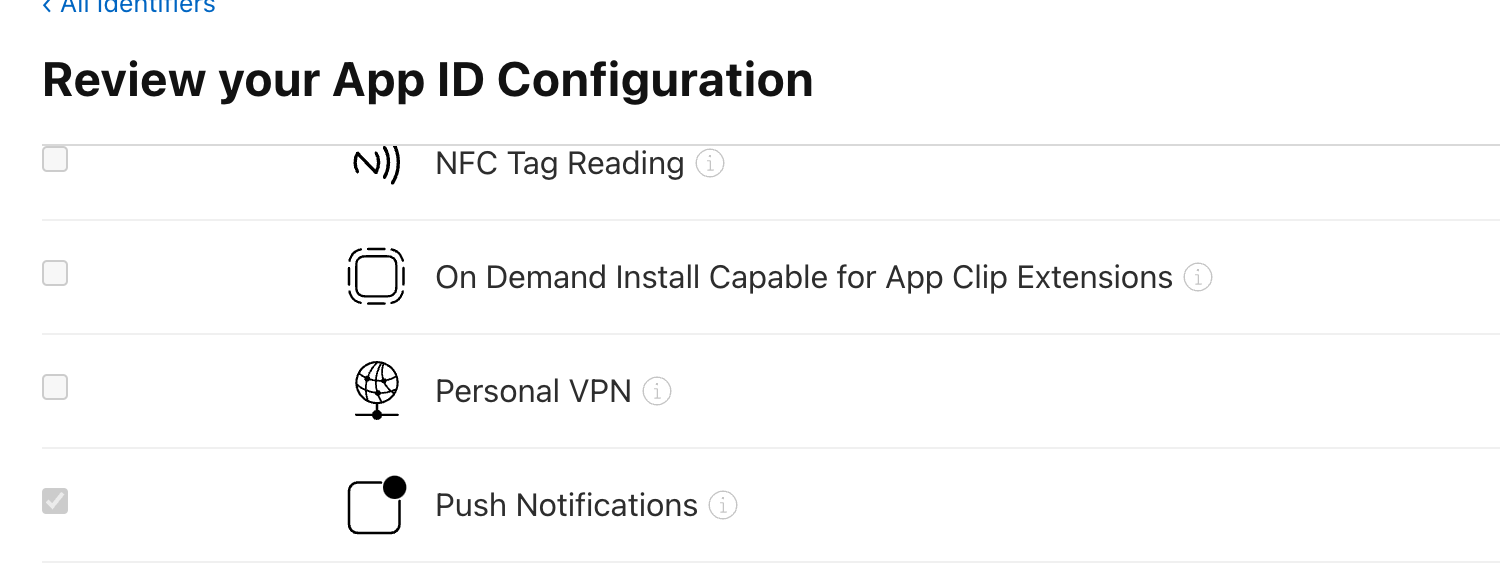 ‹ All Identifiers
Review your App ID Configuration
NFC Tag Reading
On Demand Install Capable for App Clip Extensions
Personal VPN
Push Notifications